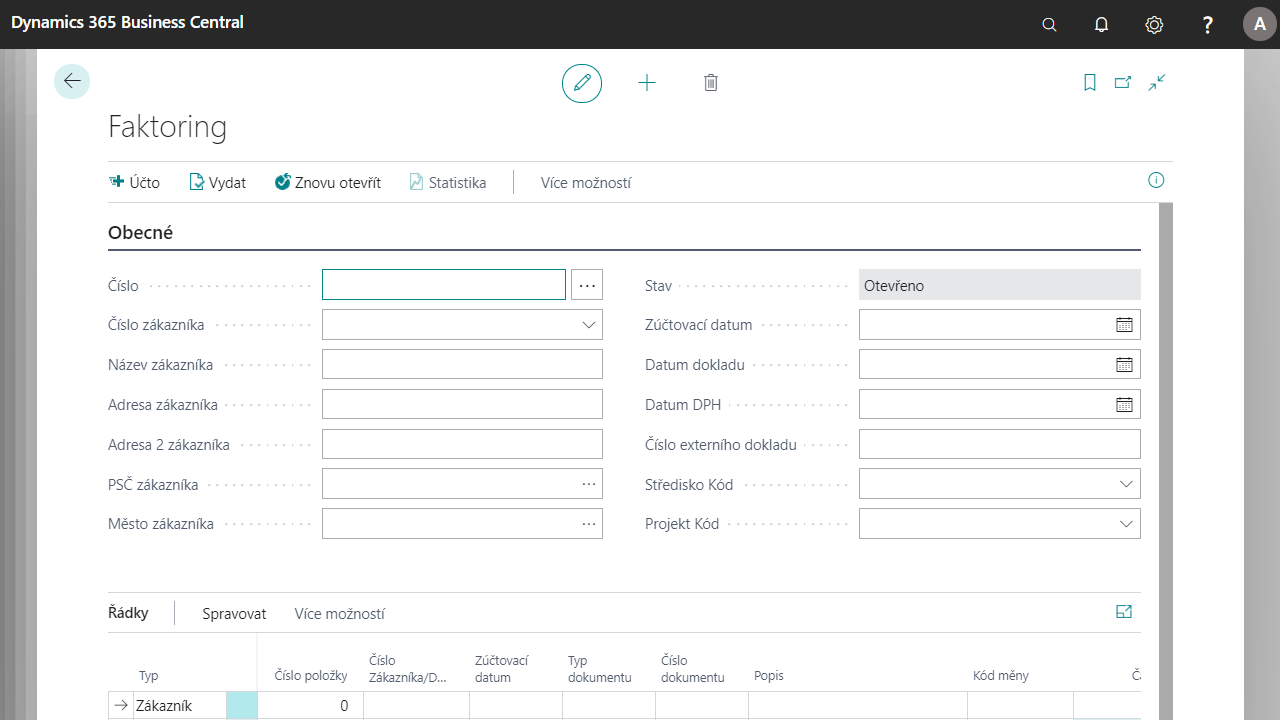 Dynamics 365 Business Central
A
Faktoring
Účto
Vydat
Znovu otevřít
Statistika
Více možností
Obecné
Číslo
Stav
Otevřeno
Číslo zákazníka
Zúčtovací datum
Název zákazníka
Datum dokladu
Adresa zákazníka
Datum DPH
Adresa 2 zákazníka
Číslo externího dokladu
PSČ zákazníka
Středisko Kód
Město zákazníka
Projekt Kód
Řádky
Spravovat
Více možností
Typ
Číslo položky
Číslo
Zákazníka/D...
Zúčtovací
datum
Typ
dokumentu
Číslo
dokumentu
Popis
Kód měny
Zákazník
0